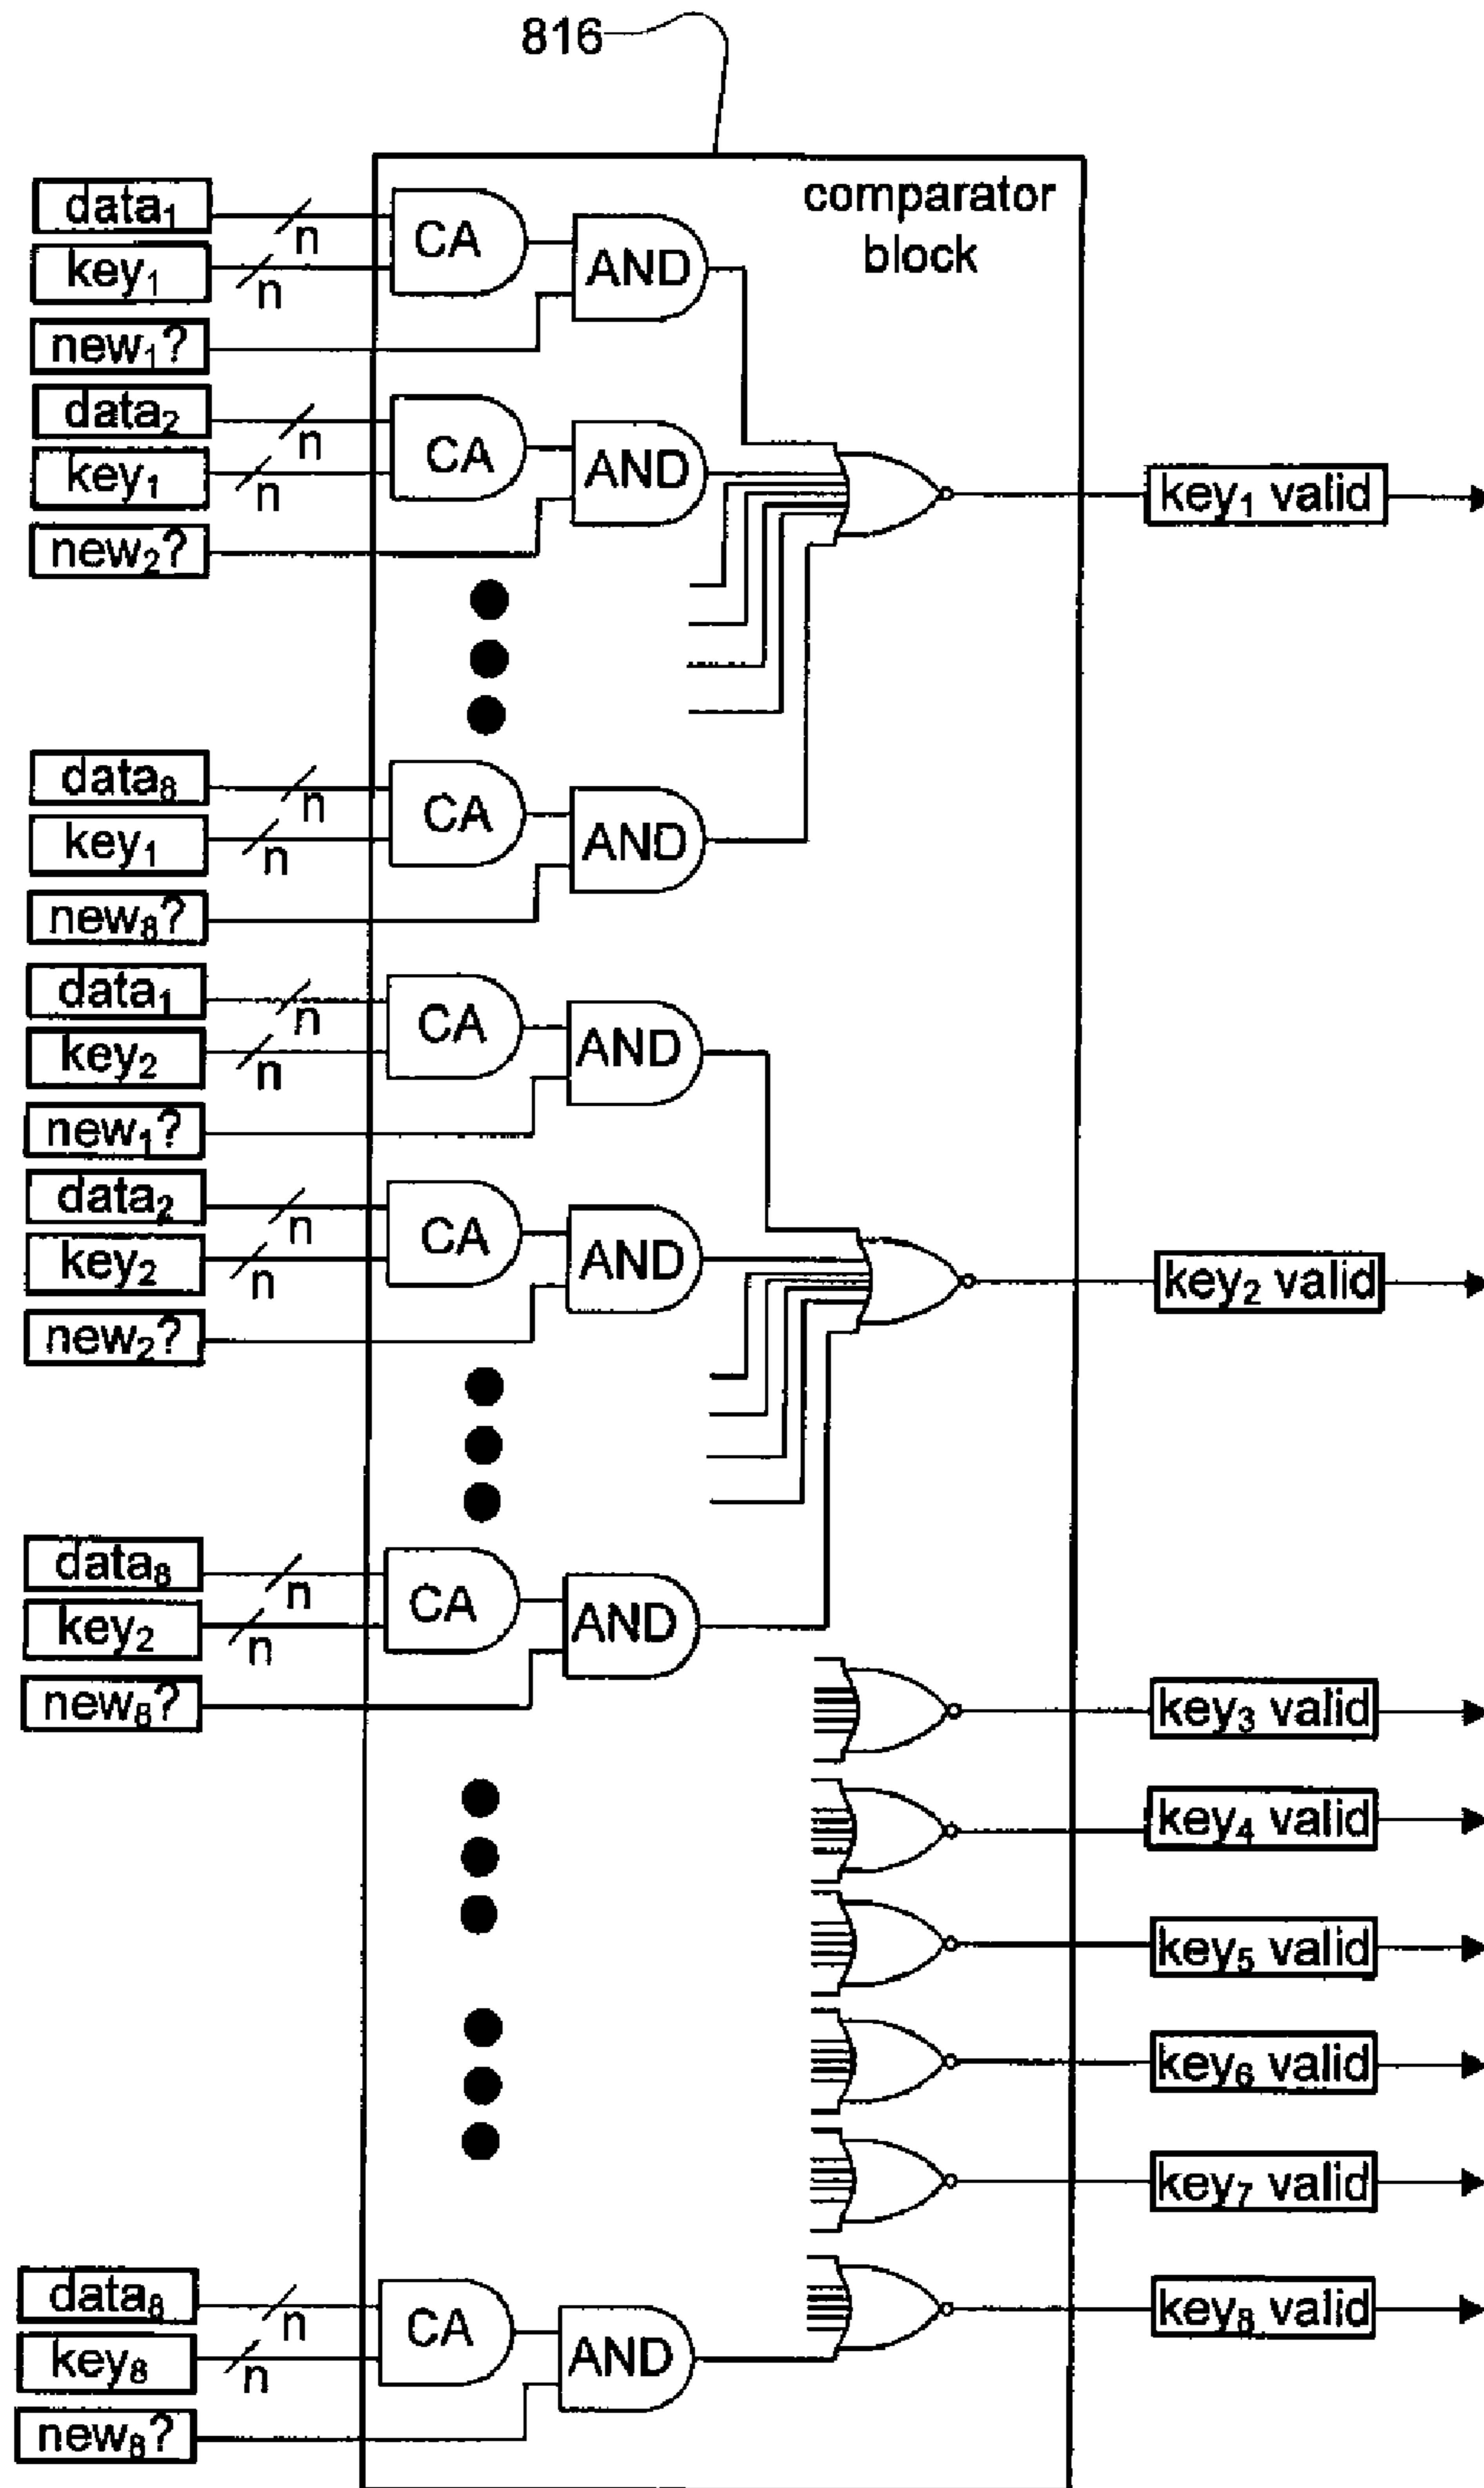 816
comparator
block
data₁
n
CA
key₁
n
AND
new₁?
data₂
n
CA
key₁
n
AND
new₂?
key₁ valid
data₈
n
CA
key₁
n
AND
new₈?
data₁
n
CA
key₂
n
AND
new₁?
data₂
n
CA
key₂
n
AND
new₂?
key₂ valid
data₈
n
CA
key₂
n
AND
new₈?
key₃ valid
key₄ valid
key₅ valid
key₆ valid
key₇ valid
data₈
n
CA
key₈
n
AND
new₈?
key₈ valid